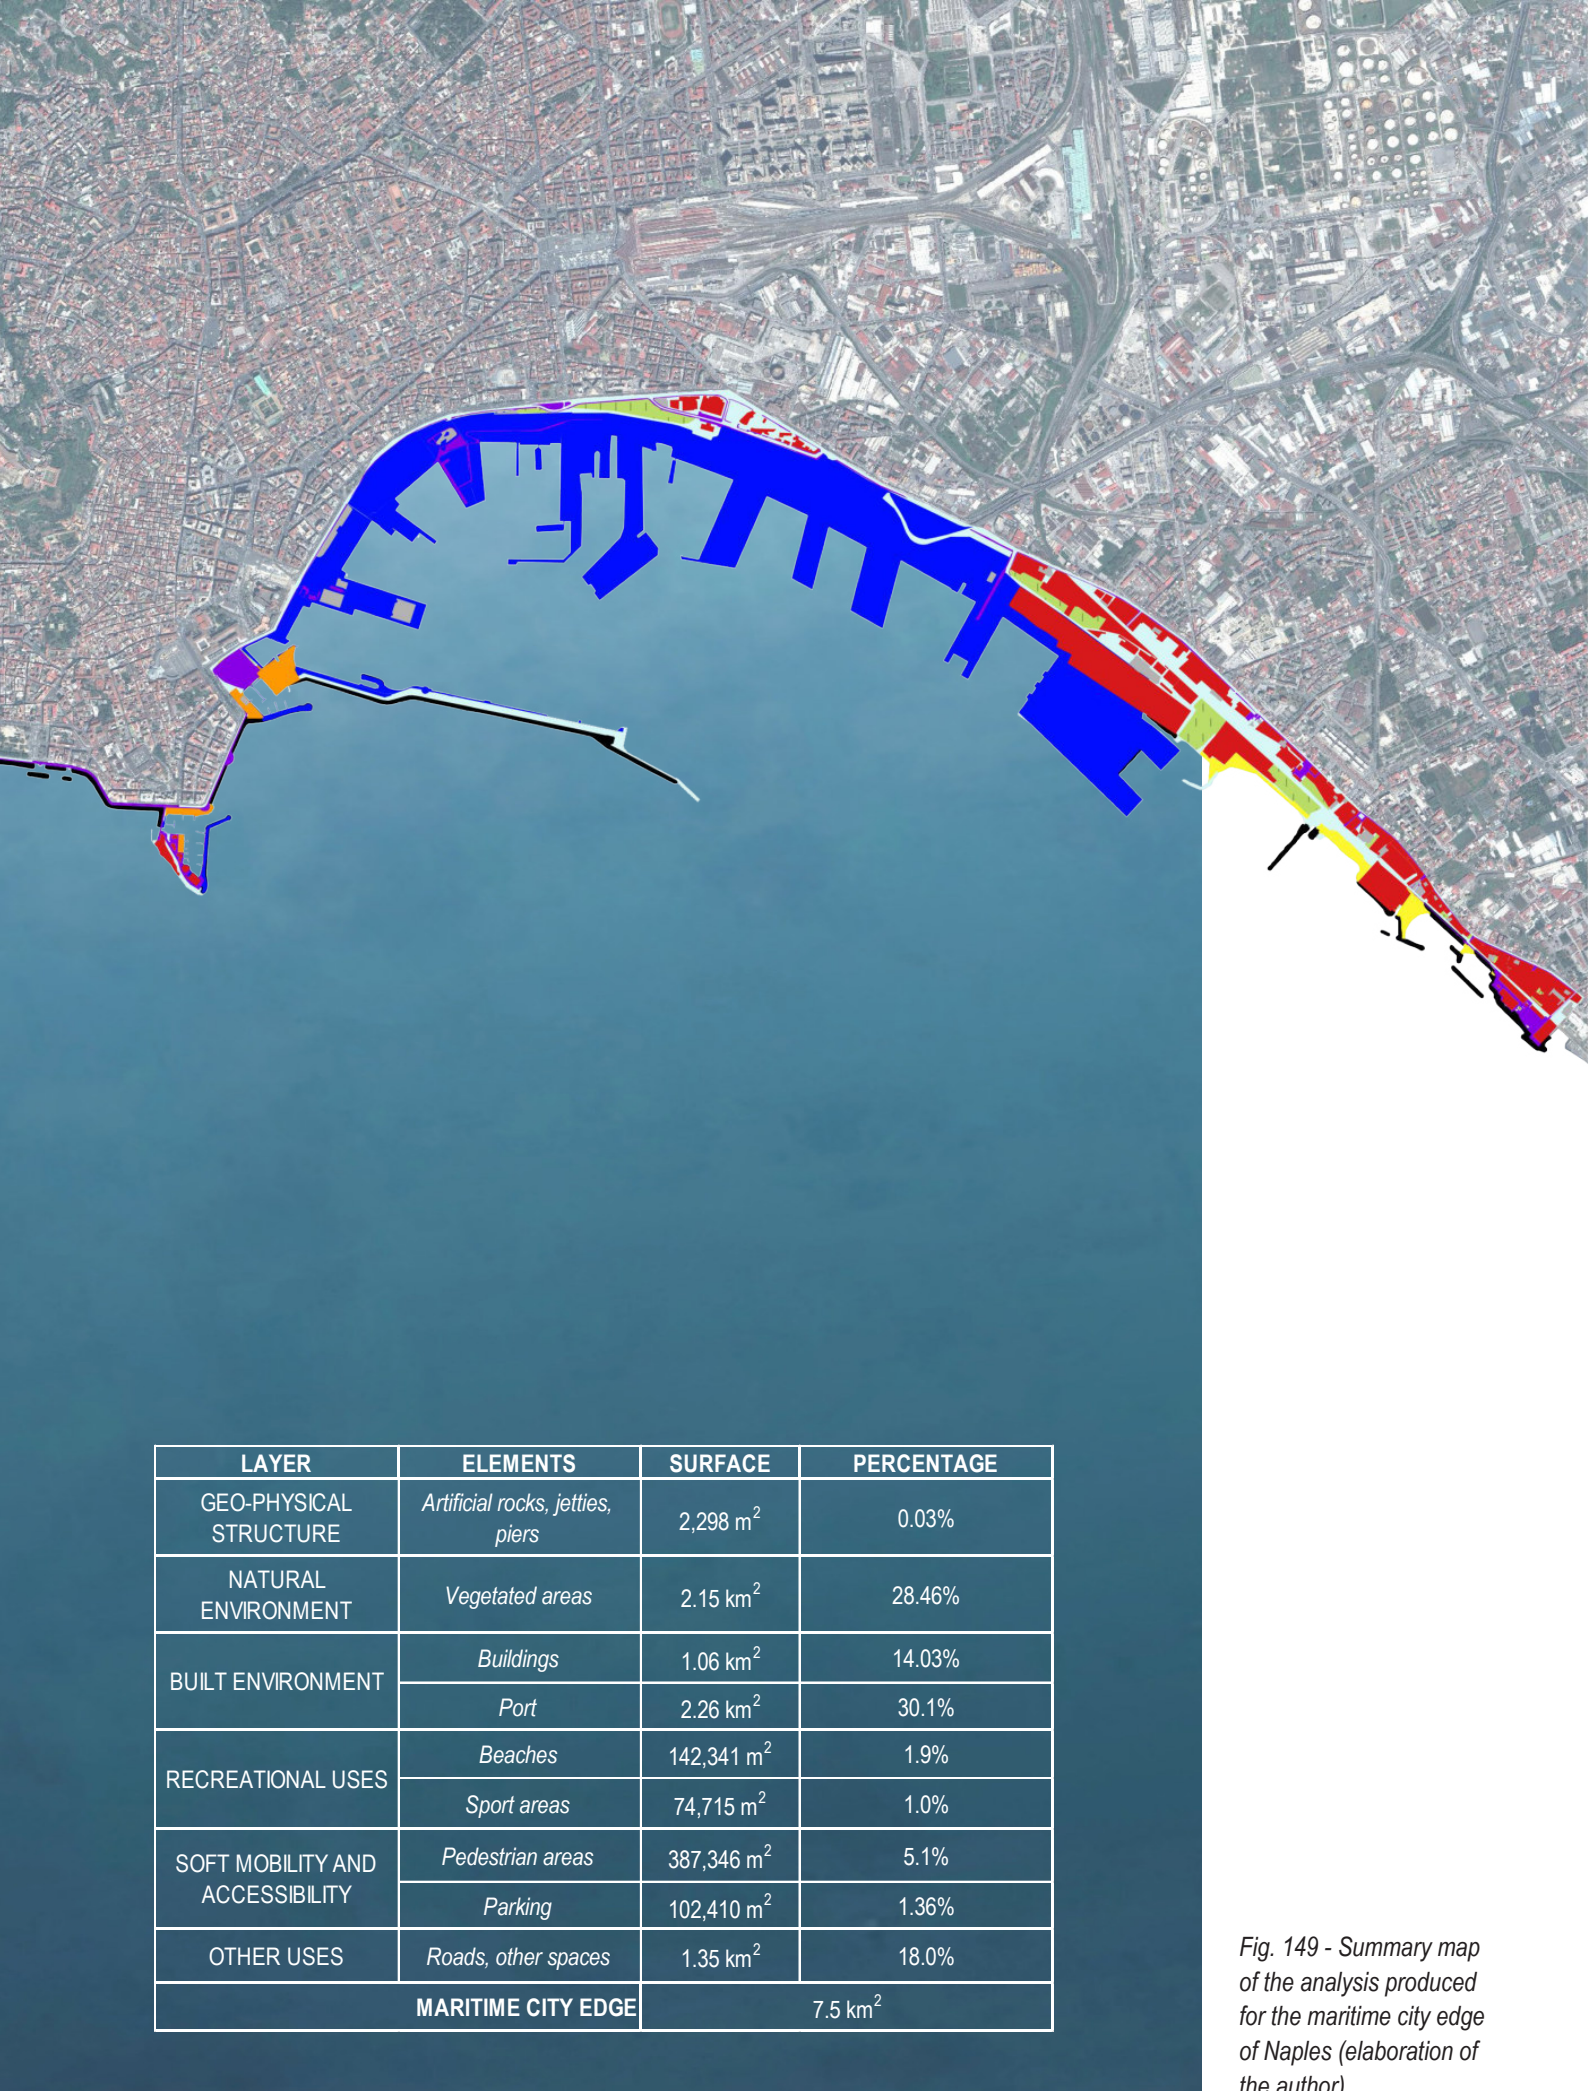 LAYER ELEMENTS SURFACE PERCENTAGE
GEO-PHYSICAL
STRUCTURE
Artificial rocks, jetties,
piers
2,298 m² 0.03%
NATURAL
ENVIRONMENT
Vegetated areas 2.15 km² 28.46%
BUILT ENVIRONMENT
Buildings 1.06 km² 14.03%
Port 2.26 km² 30.1%
RECREATIONAL USES
Beaches 142,341 m² 1.9%
Sport areas 74,715 m² 1.0%
SOFT MOBILITY AND
ACCESSIBILITY
Pedestrian areas 387,346 m² 5.1%
Parking 102,410 m² 1.36%
OTHER USES Roads, other spaces 1.35 km² 18.0%
MARITIME CITY EDGE 7.5 km²
Fig. 149 - Summary map
of the analysis produced
for the maritime city edge
of Naples (elaboration of
the author)